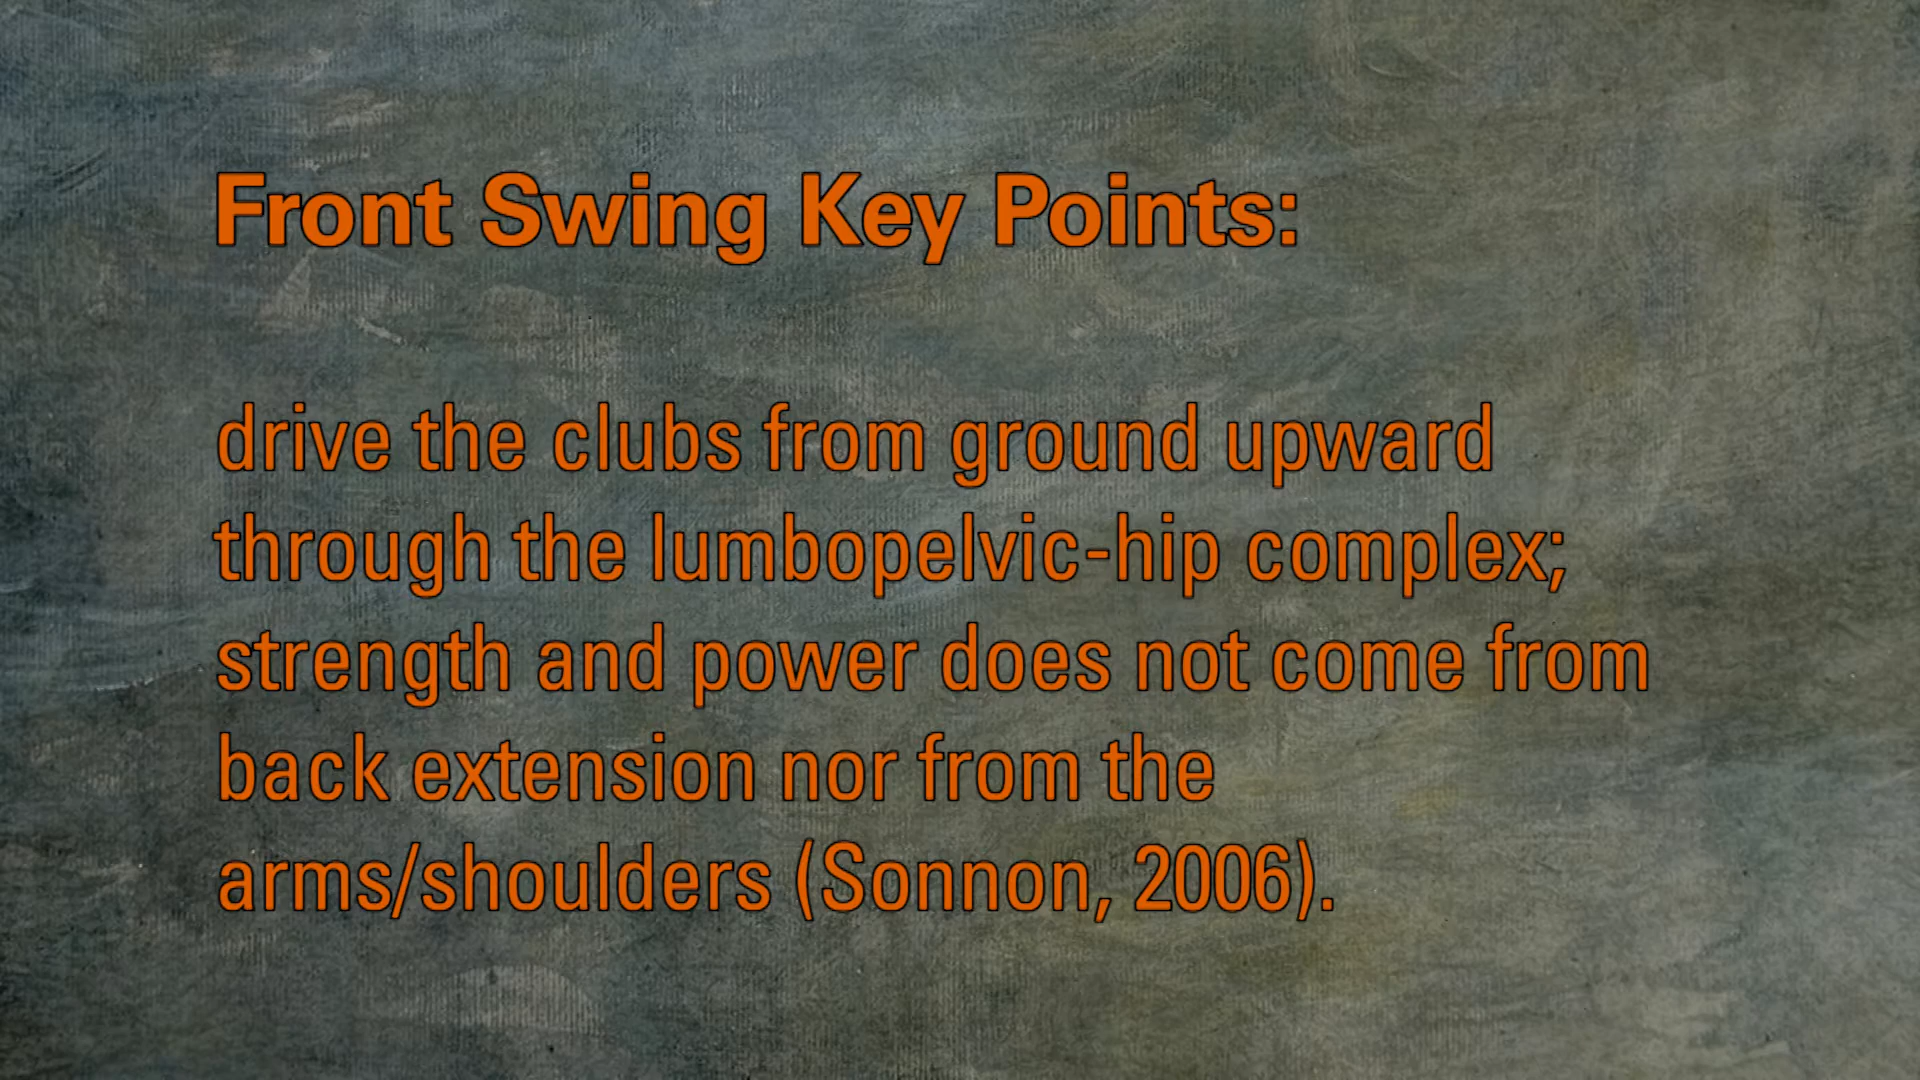 Front Swing Key Points:
drive the clubs from ground upward
through the lumbopelvic-hip complex;
strength and power does not come from
back extension nor from the
arms/shoulders (Sonnon, 2006).